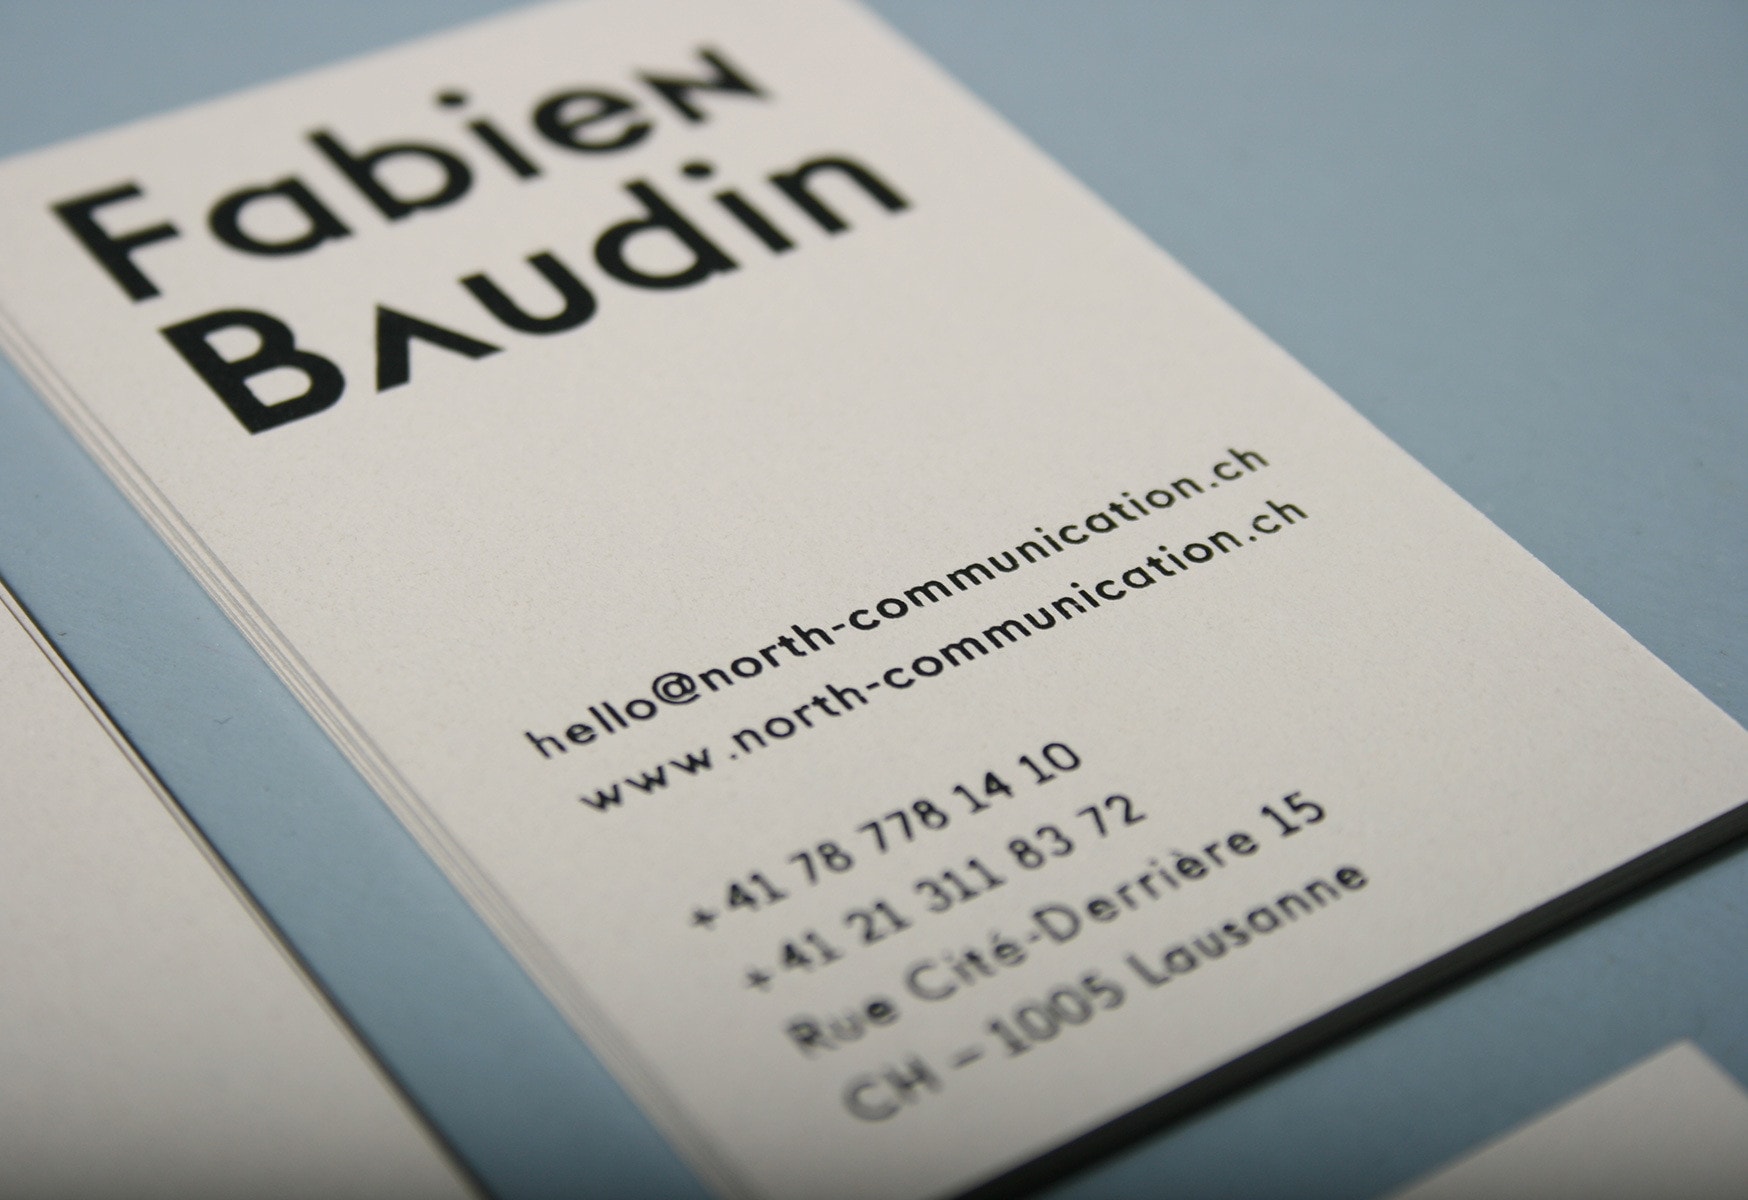 FabieN
BΛudin
hello@north-communication.ch
www.north-communication.ch
+41 78 778 14 10
+41 21 311 83 72
Rue Cité-Derrière 15
CH – 1005 Lausanne